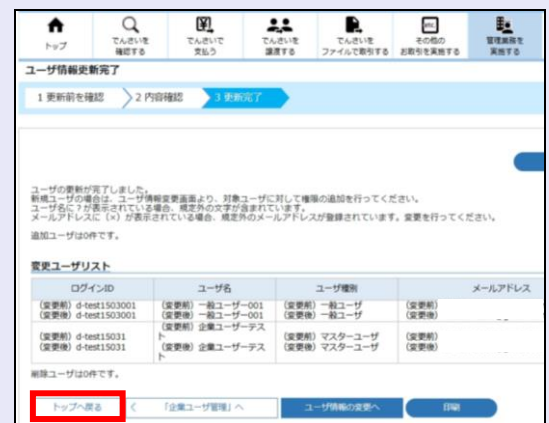 トップ
でんさいを
確認する
でんさいで
支払う
でんさいを
譲渡する
でんさいを
ファイルで取引する
etc.
その他の
お取引を実施する
管理業務を
実施する
ユーザ情報更新完了
1 更新前を確認
2 内容確認
3 更新完了
ユーザの更新が完了しました。
新規ユーザの場合は、ユーザ情報変更画面より、対象ユーザに対して権限の追加を行ってください。
ユーザ名に?が表示されている場合、規定外の文字が含まれています。
メールアドレスに(×)が表示されている場合、規定外のメールアドレスが登録されています。変更を行ってください。
追加ユーザは0件です。
変更ユーザリスト
ログインID ユーザ名 ユーザ種別 メールアドレス
(変更前) d-test1503001 (変更前) 一般ユーザー001 (変更前) 一般ユーザ (変更前)
(変更後) d-test1503001 (変更後) 一般ユーザー001 (変更後) 一般ユーザ (変更後)
(変更前) d-test15031 (変更前) 企業ユーザーテスト (変更前) マスターユーザ (変更前)
(変更後) d-test15031 (変更後) 企業ユーザーテスト (変更後) マスターユーザ (変更後)
削除ユーザは0件です。
トップへ戻る
「企業ユーザ管理」へ
ユーザ情報の変更へ
印刷